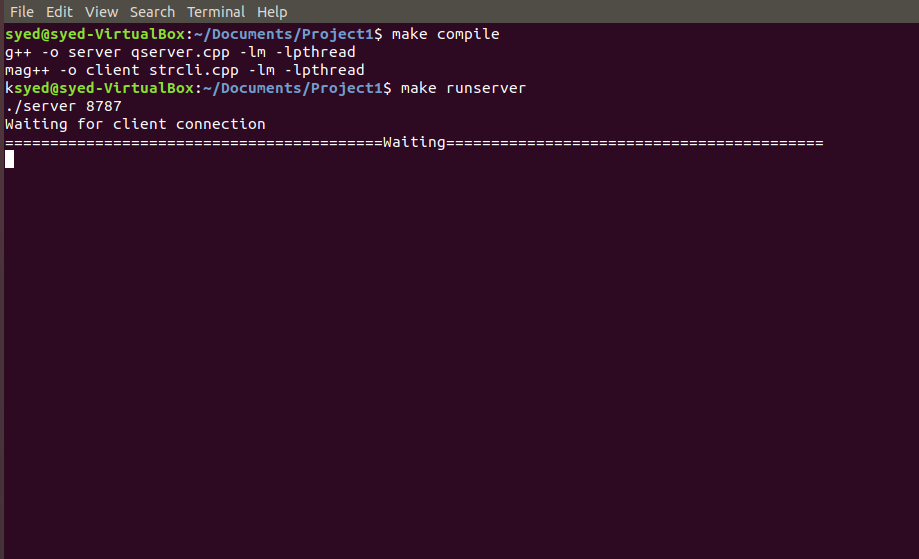 File Edit View Search Terminal Help
syed@syed-VirtualBox:~/Documents/Project1$ make compile
g++ -o server qserver.cpp -lm -lpthread
mag++ -o client strcli.cpp -lm -lpthread
ksyed@syed-VirtualBox:~/Documents/Project1$ make runserver
./server 8787
Waiting for client connection
==========================================Waiting==========================================